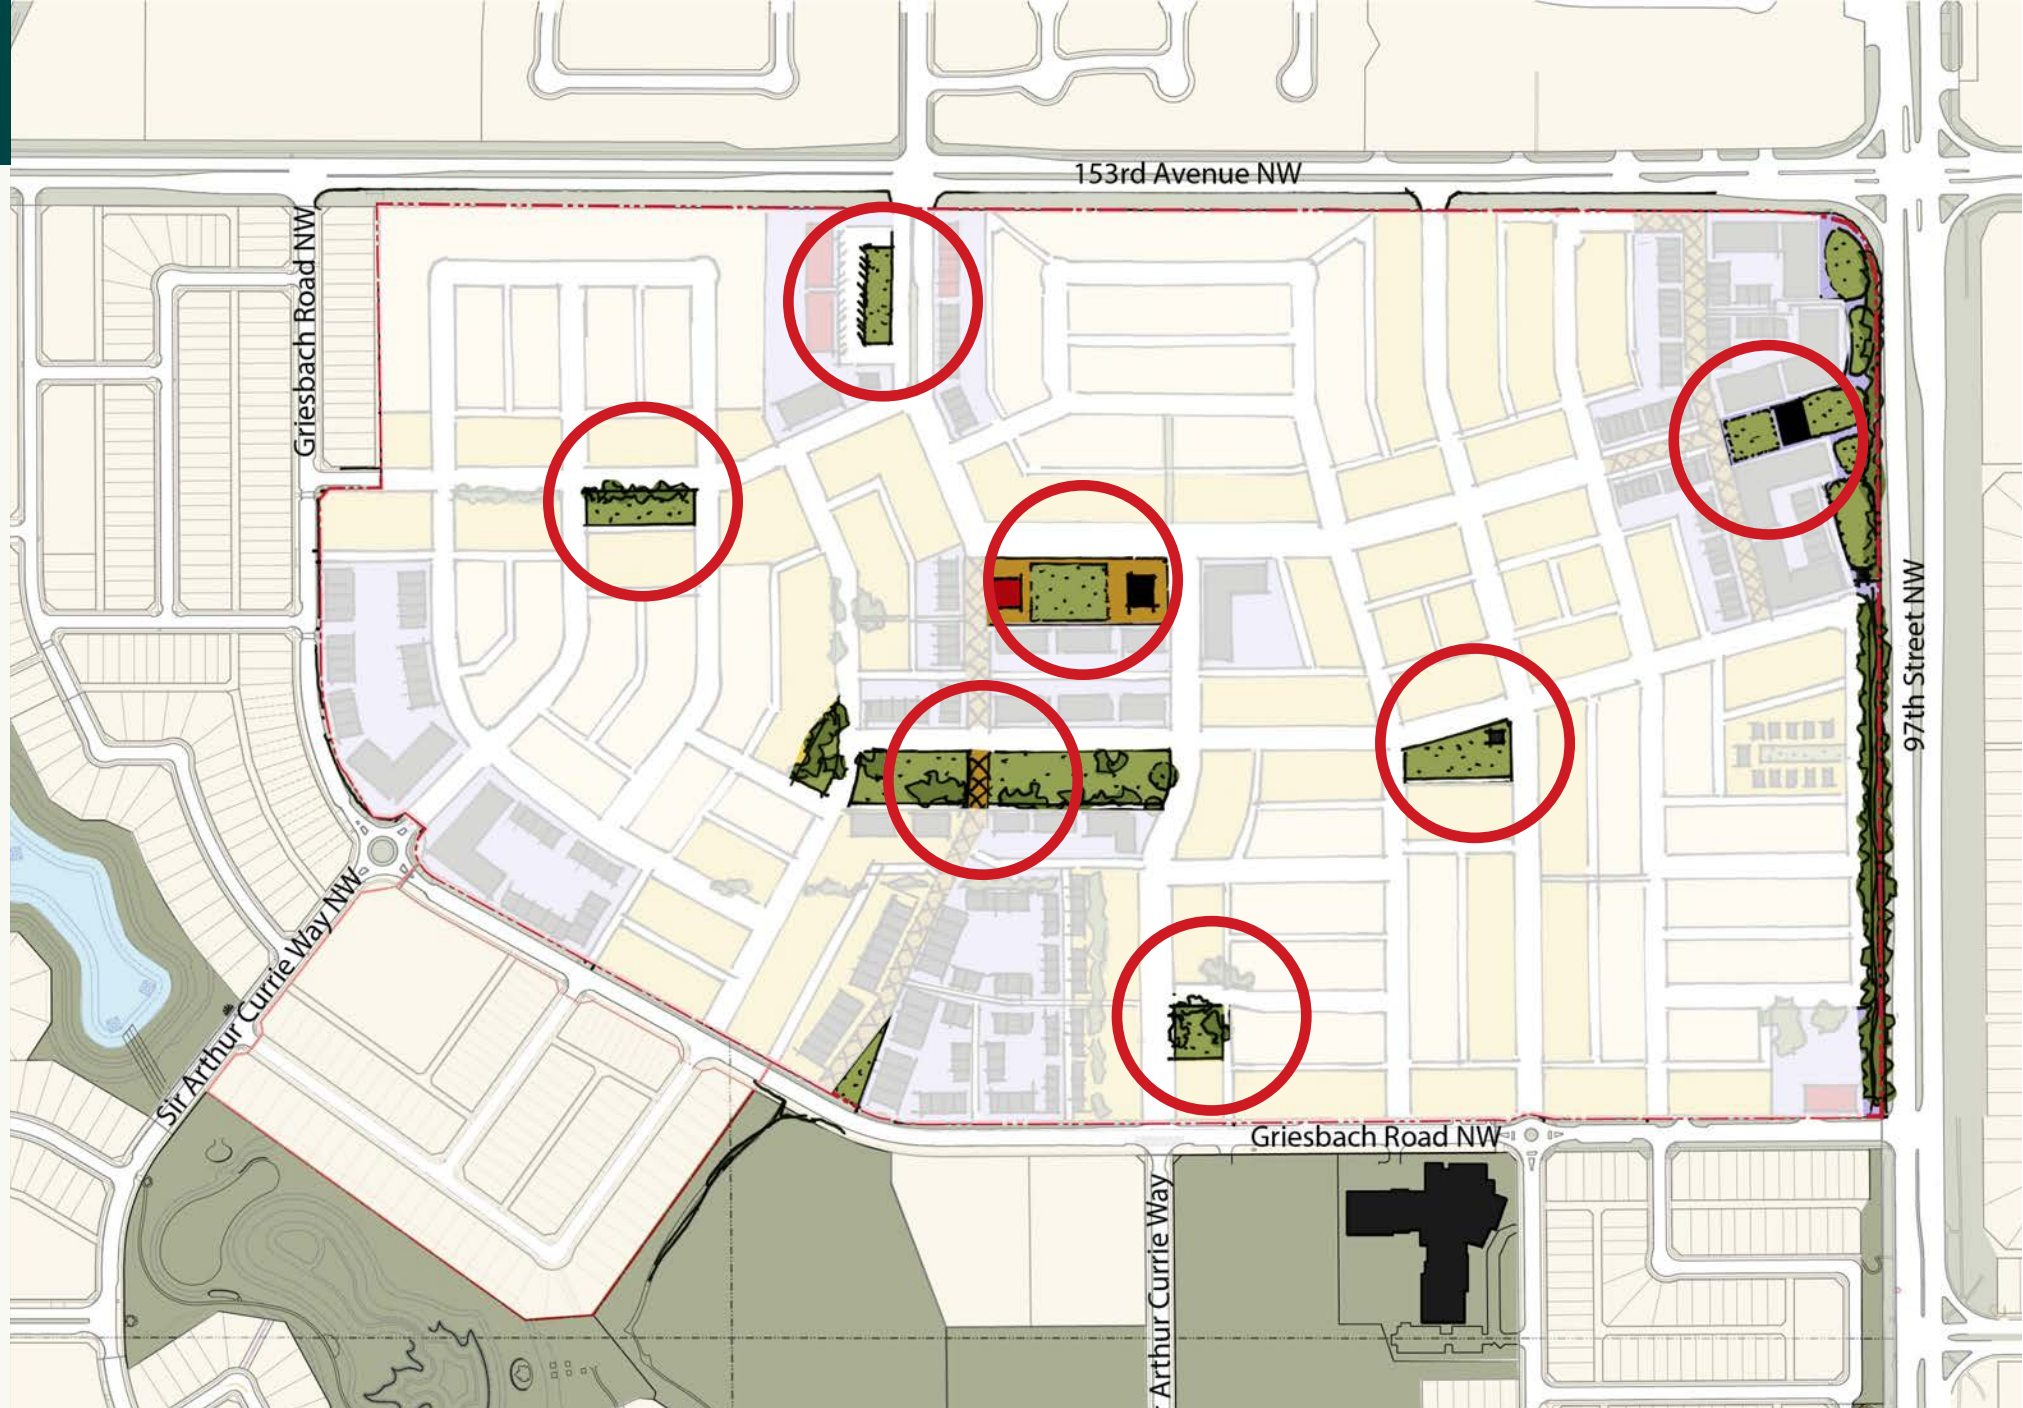 153rd Avenue NW
Griesbach Road NW
97th Street NW
Sir Arthur Currie Way NW
Griesbach Road NW
Arthur Currie Way